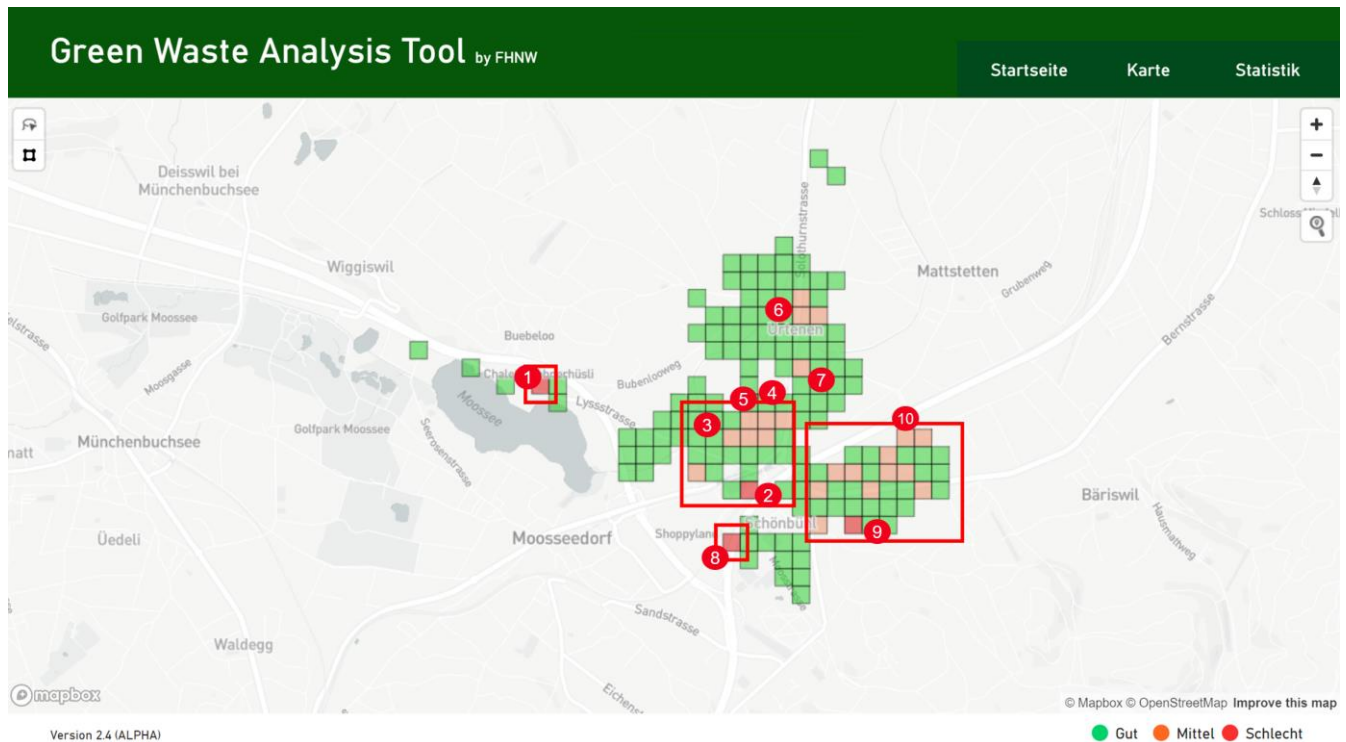 Green Waste Analysis Tool by FHNW
Startseite Karte Statistik
Deisswil bei
Münchenbuchsee
Solothurnstrasse
Wiggiswil
Mattstetten
Grubenweg
Bernstrasse
Golfpark Moossee
Moosgasse
Buebeloo
Bubenlooweg
Lyssstrasse
Moossee
Urtenen
Golfpark Moossee
Seerosenstrasse
Münchenbuchsee
Üedeli
Moosseedorf
Shoppyland
Schönbühl
Bäriswil
Hausmattweg
Moosstrasse
Sandstrasse
Waldegg
1
2
3
4
5
6
7
8
9
10
mapbox
© Mapbox © OpenStreetMap Improve this map
Version 2.4 (ALPHA)
Gut Mittel Schlecht